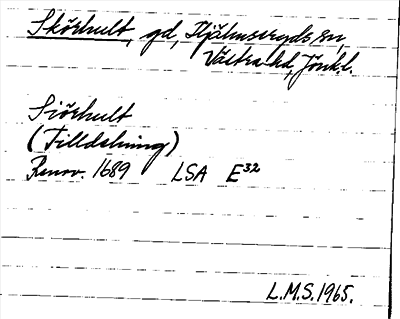 Skörhult, gd, Hjälmseryds sn,
Västra hd, Jönk.l.
Siörhult
(Tilldelning)
Renov. 1689 LSA E³²
L.M.S. 1965.